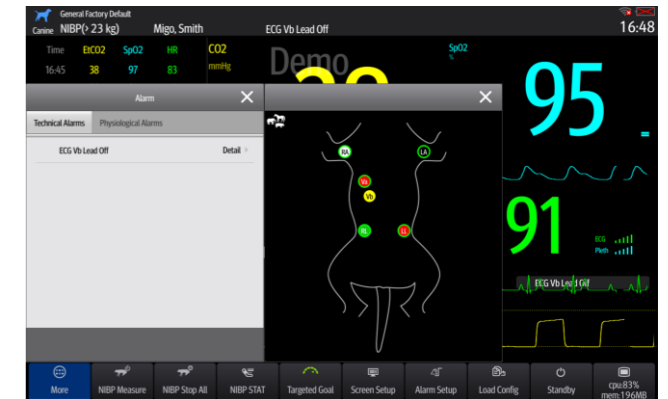 General Factory Default
Canine NIBP(> 23 kg) Migo, Smith ECG Vb Lead Off 16:48
Time EtCO2 SpO2 HR CO2 SpO2
mmHg %
16:45 38 97 83 Demo
95
Alarm
Technical Alarms Physiological Alarms
ECG Vb Lead Off Detail >
RA LA
Va
Vb
RL LL
91
ECG
Pleth
ECG Vb Lead Off
More NIBP Measure NIBP Stop All NIBP STAT Targeted Goal Screen Setup Alarm Setup Load Config Standby cpu:83%
mem:196MB